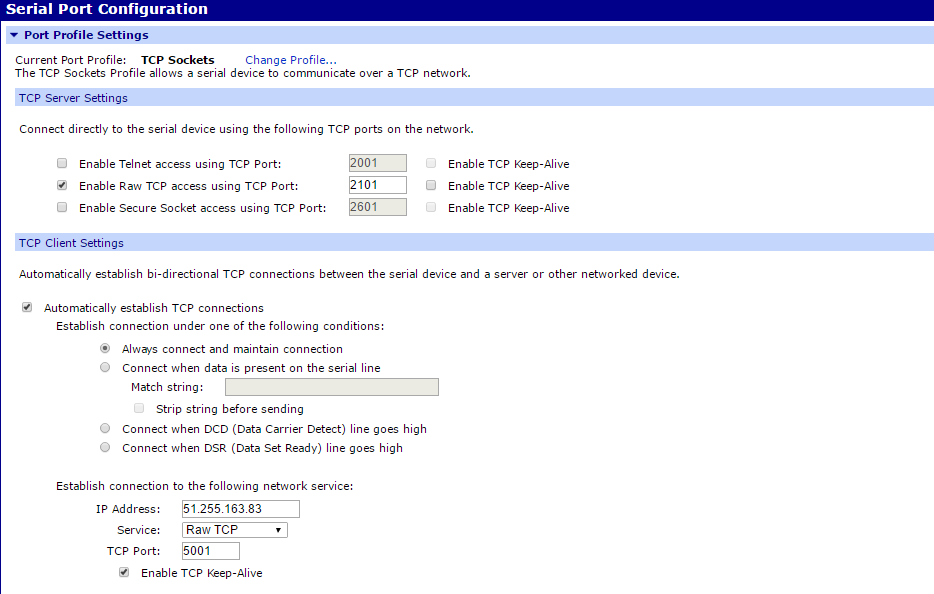 Serial Port Configuration
Port Profile Settings
Current Port Profile: TCP Sockets Change Profile...
The TCP Sockets Profile allows a serial device to communicate over a TCP network.
TCP Server Settings
Connect directly to the serial device using the following TCP ports on the network.
Enable Telnet access using TCP Port: 2001 Enable TCP Keep-Alive
Enable Raw TCP access using TCP Port: 2101 Enable TCP Keep-Alive
Enable Secure Socket access using TCP Port: 2601 Enable TCP Keep-Alive
TCP Client Settings
Automatically establish bi-directional TCP connections between the serial device and a server or other networked device.
Automatically establish TCP connections
Establish connection under one of the following conditions:
Always connect and maintain connection
Connect when data is present on the serial line
Match string:
Strip string before sending
Connect when DCD (Data Carrier Detect) line goes high
Connect when DSR (Data Set Ready) line goes high
Establish connection to the following network service:
IP Address: 51.255.163.83
Service: Raw TCP
TCP Port: 5001
Enable TCP Keep-Alive